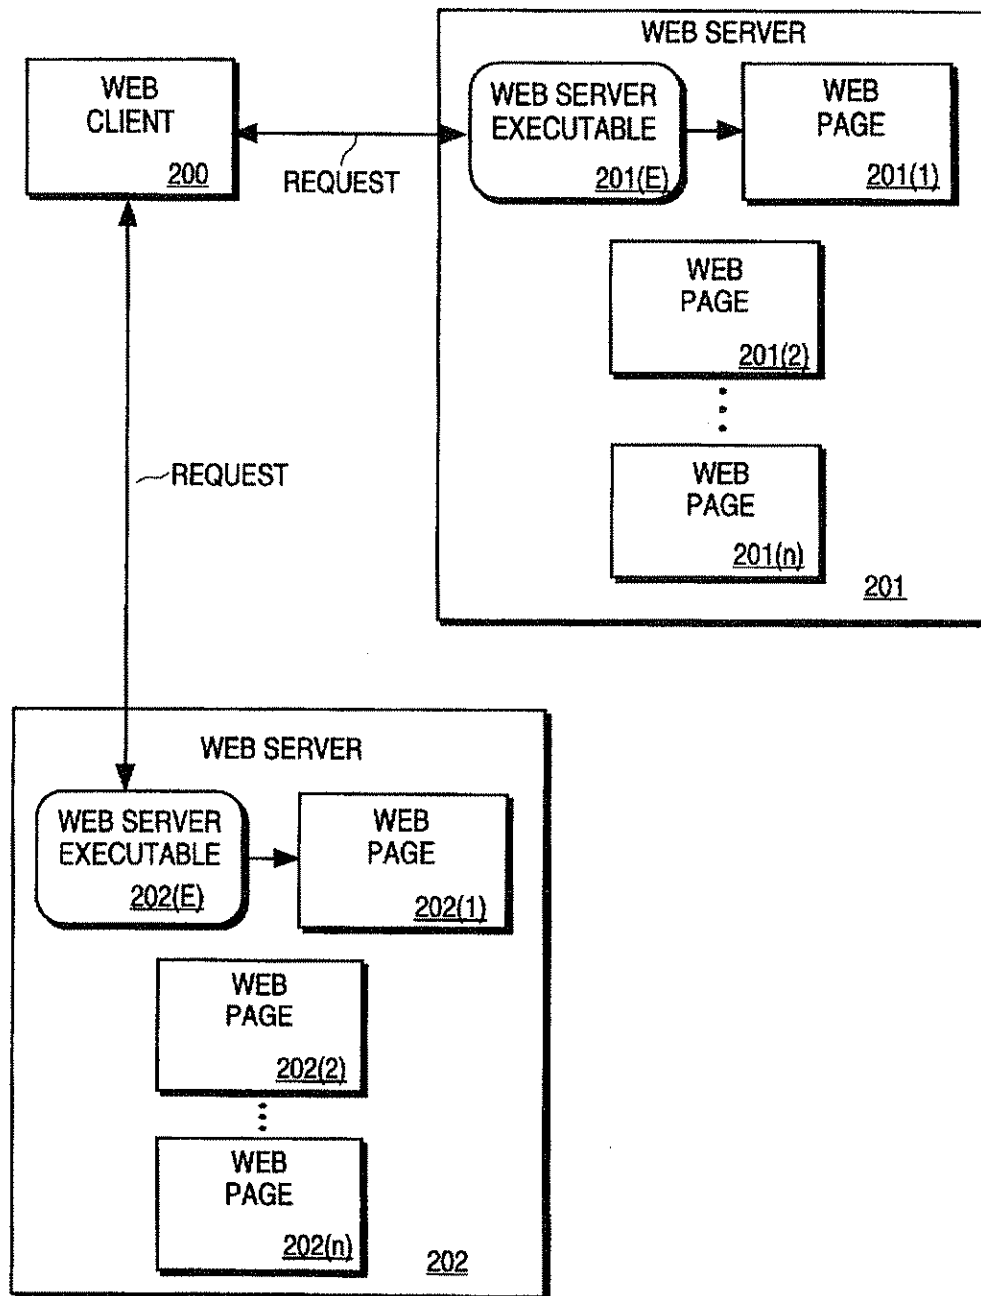 WEB SERVER
WEB
CLIENT
200
REQUEST
WEB SERVER
EXECUTABLE
201(E)
WEB
PAGE
201(1)
WEB
PAGE
201(2)
WEB
PAGE
201(n)
201
REQUEST
WEB SERVER
WEB SERVER
EXECUTABLE
202(E)
WEB
PAGE
202(1)
WEB
PAGE
202(2)
WEB
PAGE
202(n)
202